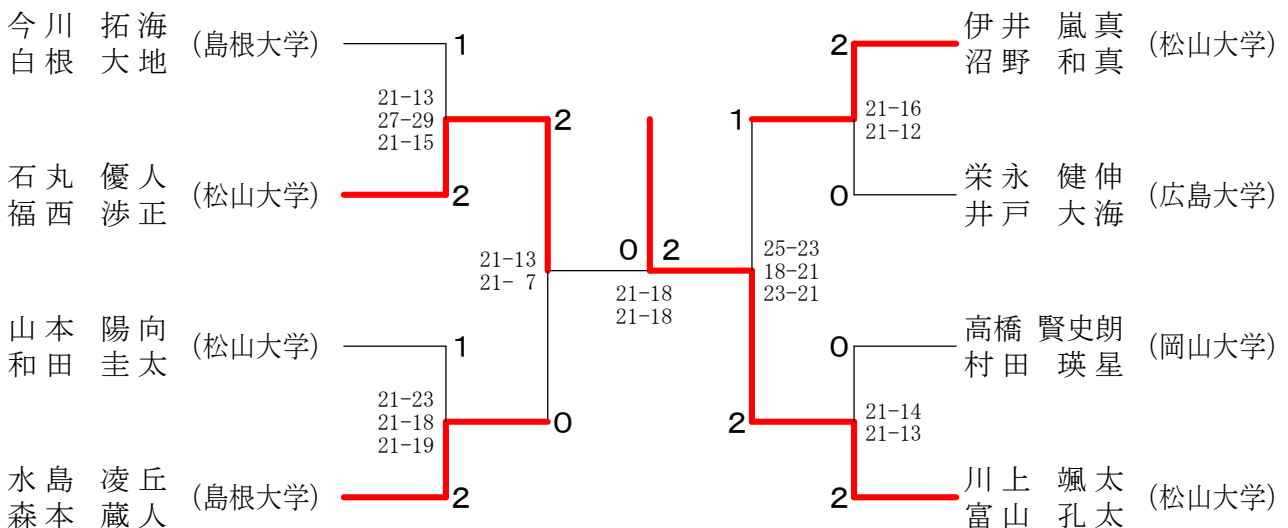 今川 拓海
白根 大地
(島根大学)
1
21-13
27-29
21-15
2
石丸 優人
福西 渉正
(松山大学)
2
21-13
21- 7
山本 陽向
和田 圭太
(松山大学)
1
21-23
21-18
21-19
0
水島 凌丘
森本 蔵人
(島根大学)
2
0 2
21-18
21-18
伊井 嵐真
沼野 和真
(松山大学)
2
1
21-16
21-12
栄永 健伸
井戸 大海
(広島大学)
0
25-23
18-21
23-21
高橋 賢史朗
村田 瑛星
(岡山大学)
0
2
21-14
21-13
川上 颯太
富山 孔太
(松山大学)
2